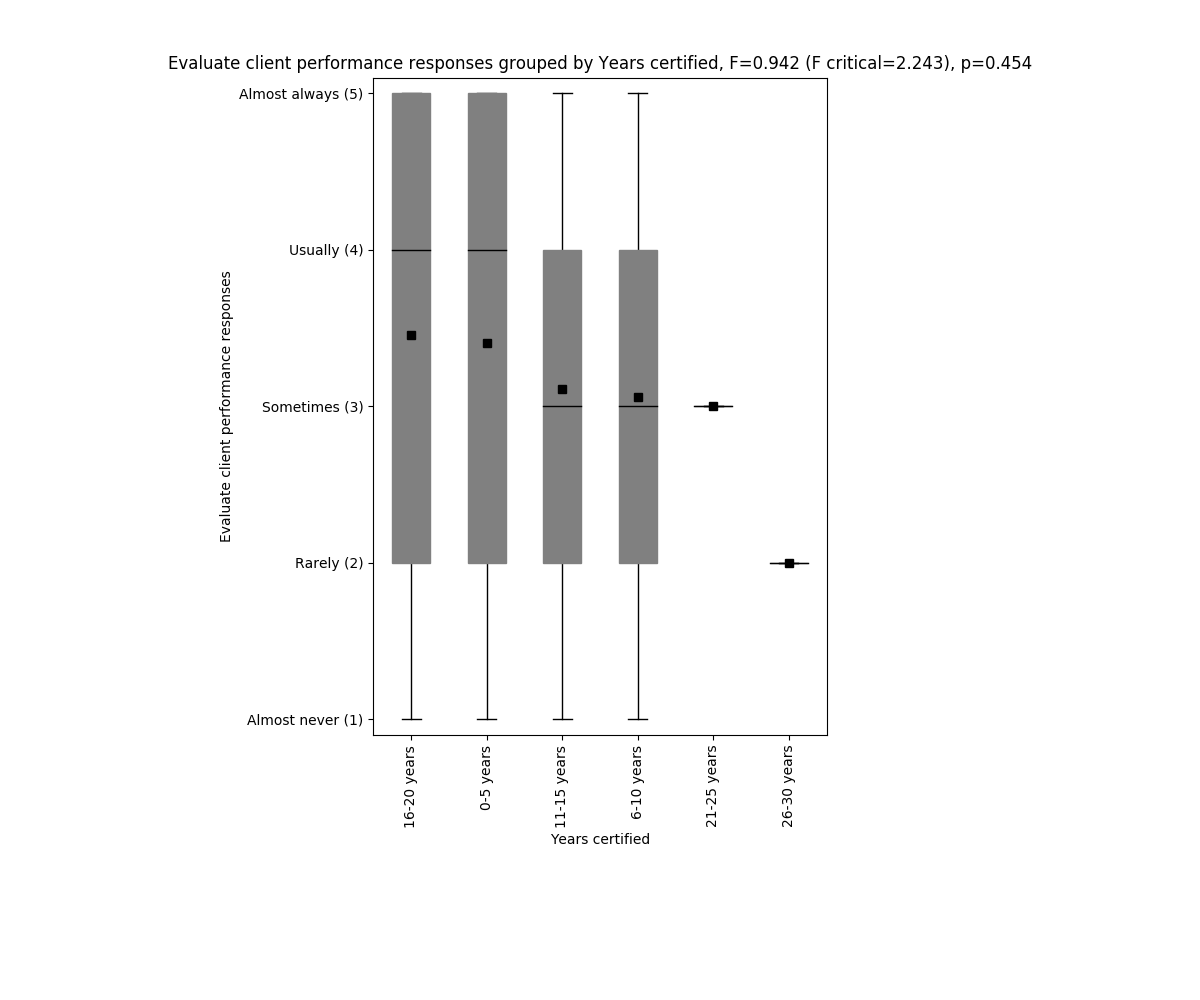 Evaluate client performance responses grouped by Years certified, F=0.942 (F critical=2.243), p=0.454
Almost always (5)
Usually (4)
Sometimes (3)
Rarely (2)
Almost never (1)
Evaluate client performance responses
16-20 years
0-5 years
11-15 years
6-10 years
21-25 years
26-30 years
Years certified